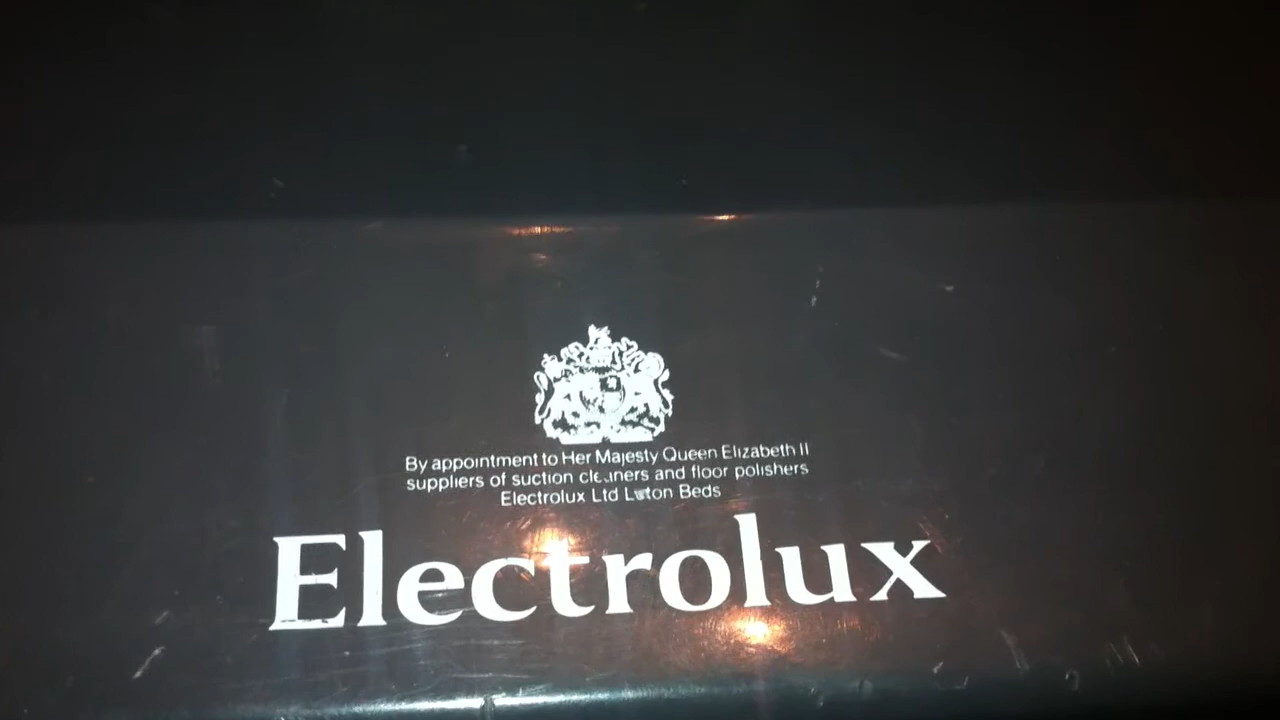 By appointment to Her Majesty Queen Elizabeth II
suppliers of suction cleaners and floor polishers
Electrolux Ltd Luton Beds
Electrolux